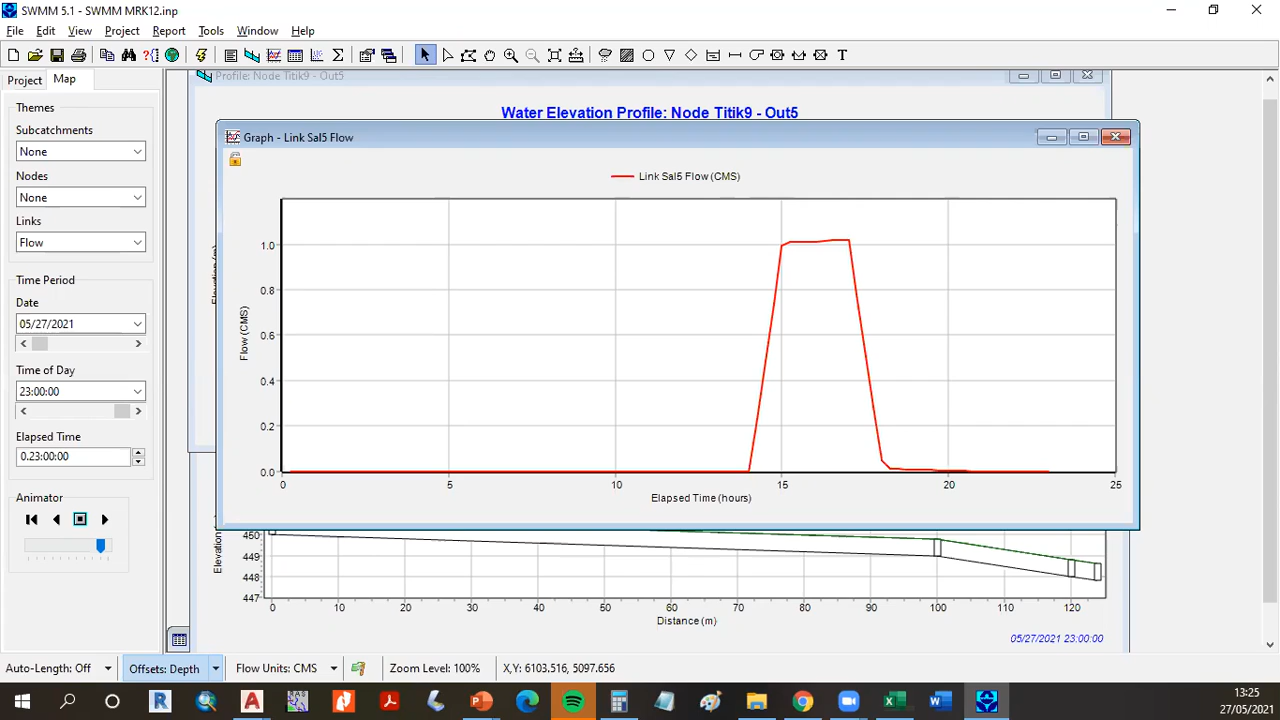 SWMM 5.1 - SWMM MRK12.inp
File Edit View Project Report Tools Window Help
Project Map
Themes
Subcatchments
None
Nodes
None
Links
Flow
Time Period
Date
05/27/2021
Time of Day
23:00:00
Elapsed Time
0.23:00:00
Animator
Profile: Node Titik9 - Out5
Water Elevation Profile: Node Titik9 - Out5
Graph - Link Sal5 Flow
Link Sal5 Flow (CMS)
Flow (CMS)
1.0
0.8
0.6
0.4
0.2
0.0
0 5 10 15 20 25
Elapsed Time (hours)
450
449
448
447
0 10 20 30 40 50 60 70 80 90 100 110 120
Distance (m)
05/27/2021 23:00:00
Auto-Length: Off Offsets: Depth Flow Units: CMS Zoom Level: 100% X,Y: 6103.516, 5097.656
13:25
27/05/2021